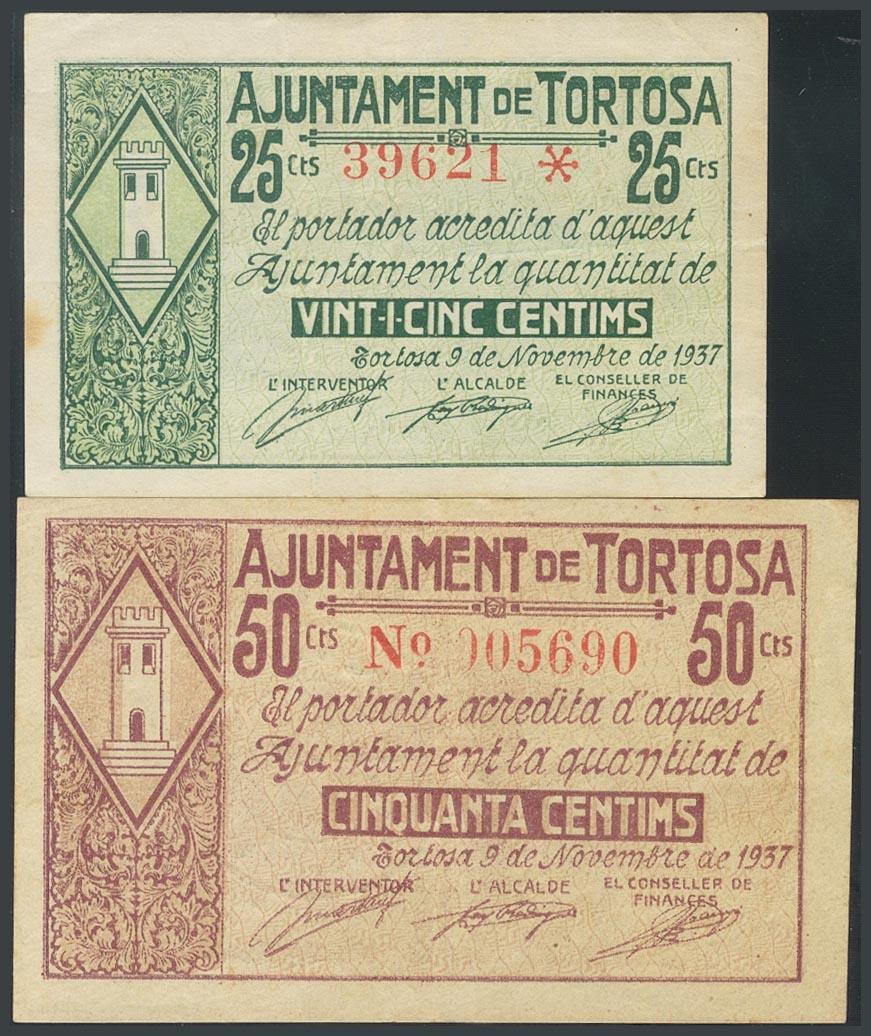 AJUNTAMENT DE TORTOSA
25 Cts 39621 * 25 Cts
El portador acredita d'aquest
Ajuntament la quantitat de
VINT-I-CINC CENTIMS
Tortosa 9 de Novembre de 1937
L'INTERVENTOR L'ALCALDE EL CONSELLER DE
FINANCES
AJUNTAMENT DE TORTOSA
50 Cts Nº 005690 50 Cts
El portador acredita d'aquest
Ajuntament la quantitat de
CINQUANTA CENTIMS
Tortosa 9 de Novembre de 1937
L'INTERVENTOR L'ALCALDE EL CONSELLER DE
FINANCES